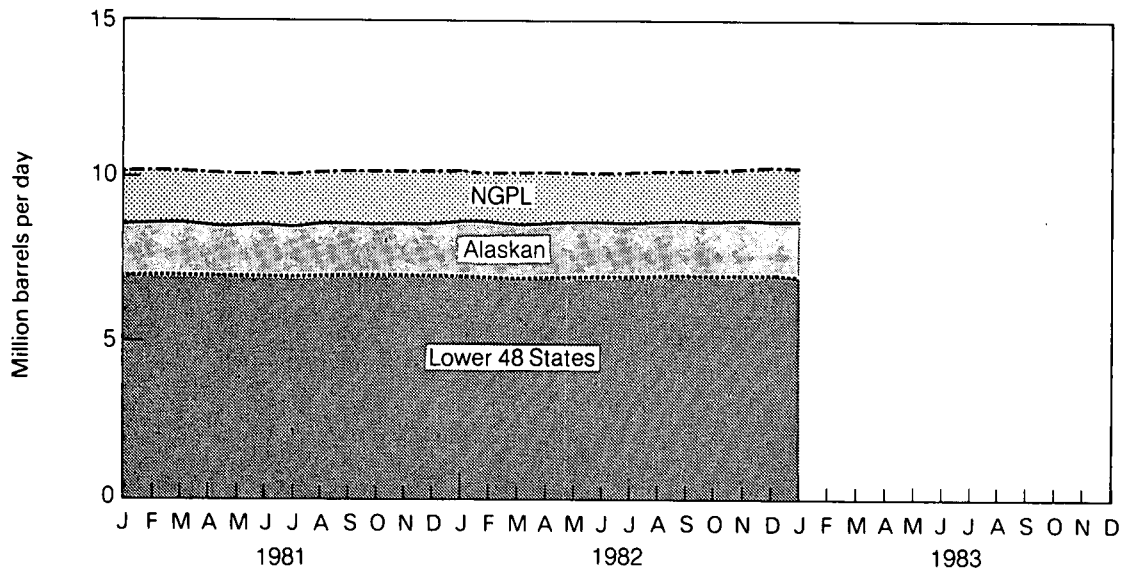 15
Million barrels per day
10
NGPL
Alaskan
5
Lower 48 States
0
J F M A M J J A S O N D J F M A M J J A S O N D J F M A M J J A S O N D
1981 1982 1983